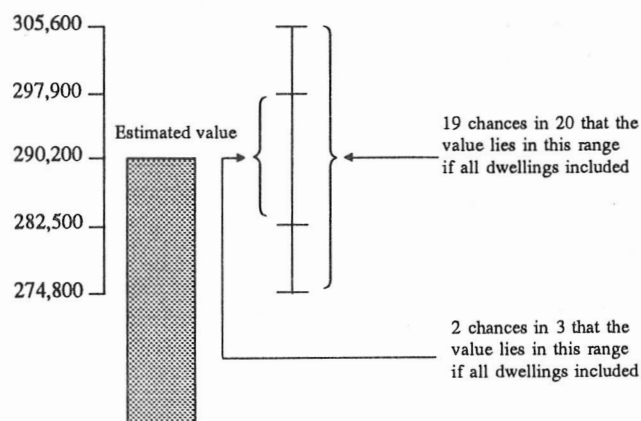 305,600
297,900
Estimated value
290,200
282,500
274,800
19 chances in 20 that the
value lies in this range
if all dwellings included
2 chances in 3 that the
value lies in this range
if all dwellings included